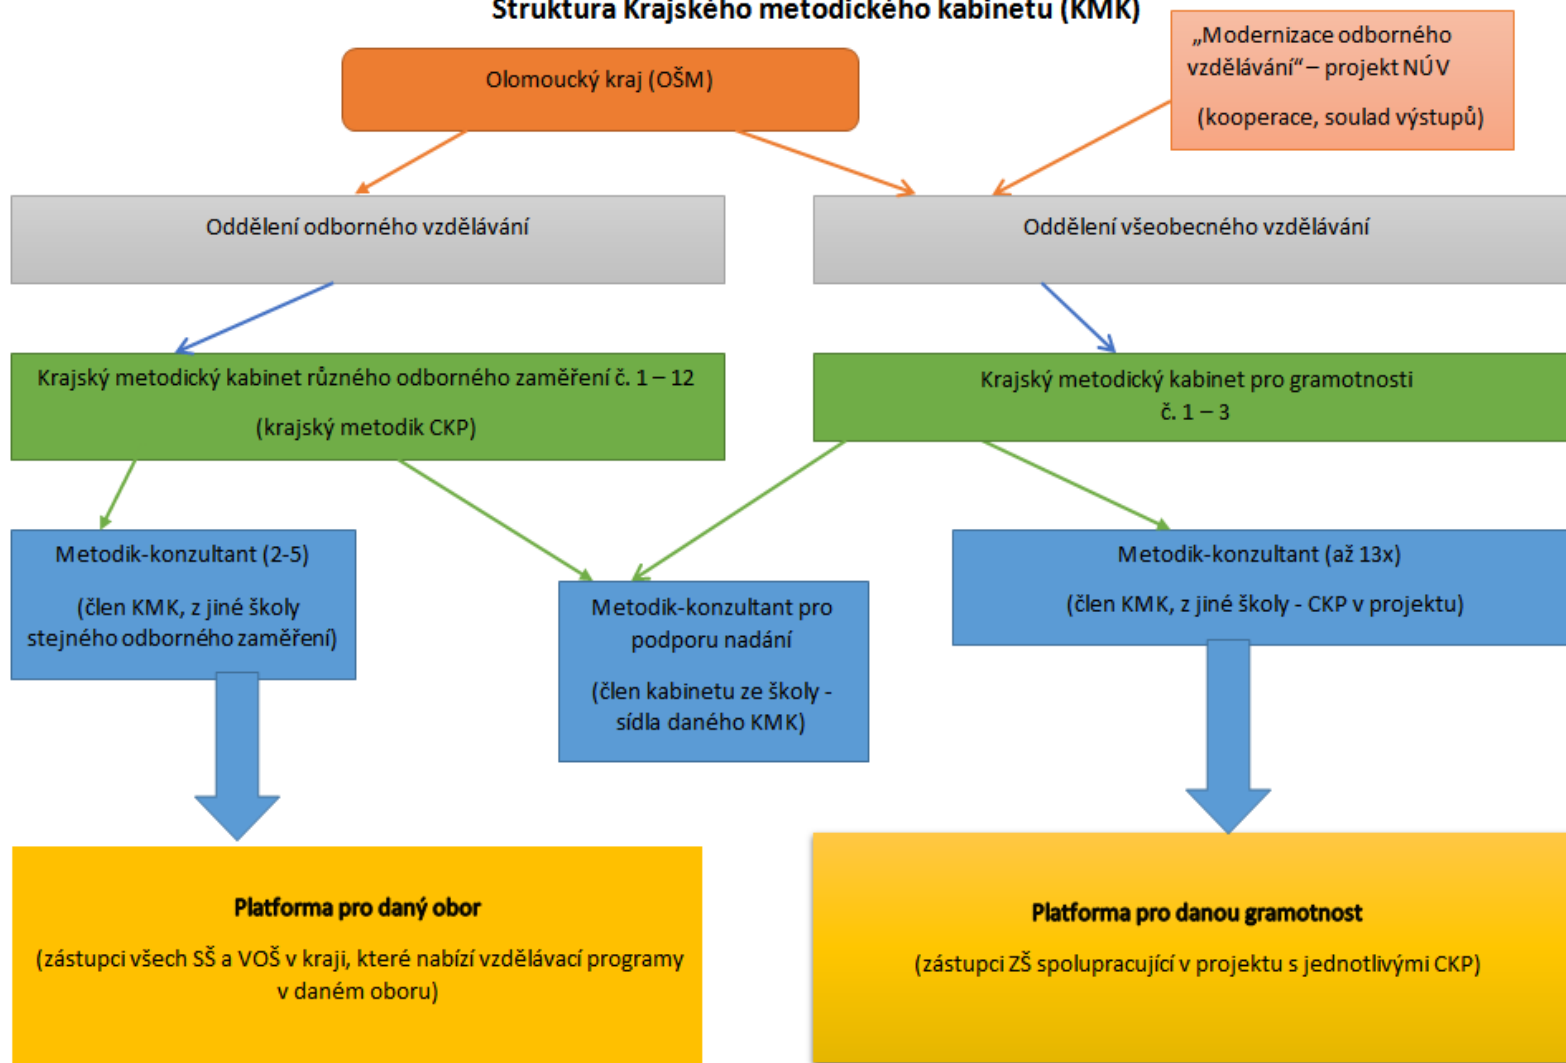 Struktura Krajského metodického kabinetu (KMK)
„Modernizace odborného
vzdělávání“ – projekt NÚV
(kooperace, soulad výstupů)
Olomoucký kraj (OŠM)
Oddělení odborného vzdělávání
Oddělení všeobecného vzdělávání
Krajský metodický kabinet různého odborného zaměření č. 1 – 12
(krajský metodik CKP)
Krajský metodický kabinet pro gramotnosti
č. 1 – 3
Metodik-konzultant (2-5)
(člen KMK, z jiné školy
stejného odborného zaměření)
Metodik-konzultant pro
podporu nadání
(člen kabinetu ze školy -
sídla daného KMK)
Metodik-konzultant (až 13x)
(člen KMK, z jiné školy - CKP v projektu)
Platforma pro daný obor
(zástupci všech SŠ a VOŠ v kraji, které nabízí vzdělávací programy
v daném oboru)
Platforma pro danou gramotnost
(zástupci ZŠ spolupracující v projektu s jednotlivými CKP)